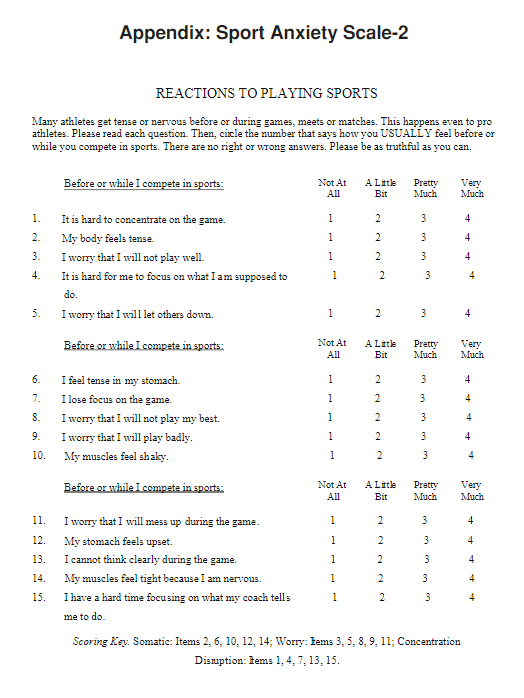 Appendix: Sport Anxiety Scale-2
REACTIONS TO PLAYING SPORTS
Many athletes get tense or nervous before or during games, meets or matches. This happens even to pro
athletes. Please read each question. Then, circle the number that says how you USUALLY feel before or
while you compete in sports. There are no right or wrong answers. Please be as truthful as you can.
Before or while I compete in sports: Not At All A Little Bit Pretty Much Very Much
1. It is hard to concentrate on the game. 1 2 3 4
2. My body feels tense. 1 2 3 4
3. I worry that I will not play well. 1 2 3 4
4. It is hard for me to focus on what I am supposed to 1 2 3 4
do.
5. I worry that I will let others down. 1 2 3 4
Before or while I compete in sports: Not At All A Little Bit Pretty Much Very Much
6. I feel tense in my stomach. 1 2 3 4
7. I lose focus on the game. 1 2 3 4
8. I worry that I will not play my best. 1 2 3 4
9. I worry that I will play badly. 1 2 3 4
10. My muscles feel shaky. 1 2 3 4
Before or while I compete in sports: Not At All A Little Bit Pretty Much Very Much
11. I worry that I will mess up during the game. 1 2 3 4
12. My stomach feels upset. 1 2 3 4
13. I cannot think clearly during the game. 1 2 3 4
14. My muscles feel tight because I am nervous. 1 2 3 4
15. I have a hard time focusing on what my coach tells 1 2 3 4
me to do.
Scoring Key. Somatic: Items 2, 6, 10, 12, 14; Worry: Items 3, 5, 8, 9, 11; Concentration
Disruption: Items 1, 4, 7, 13, 15.